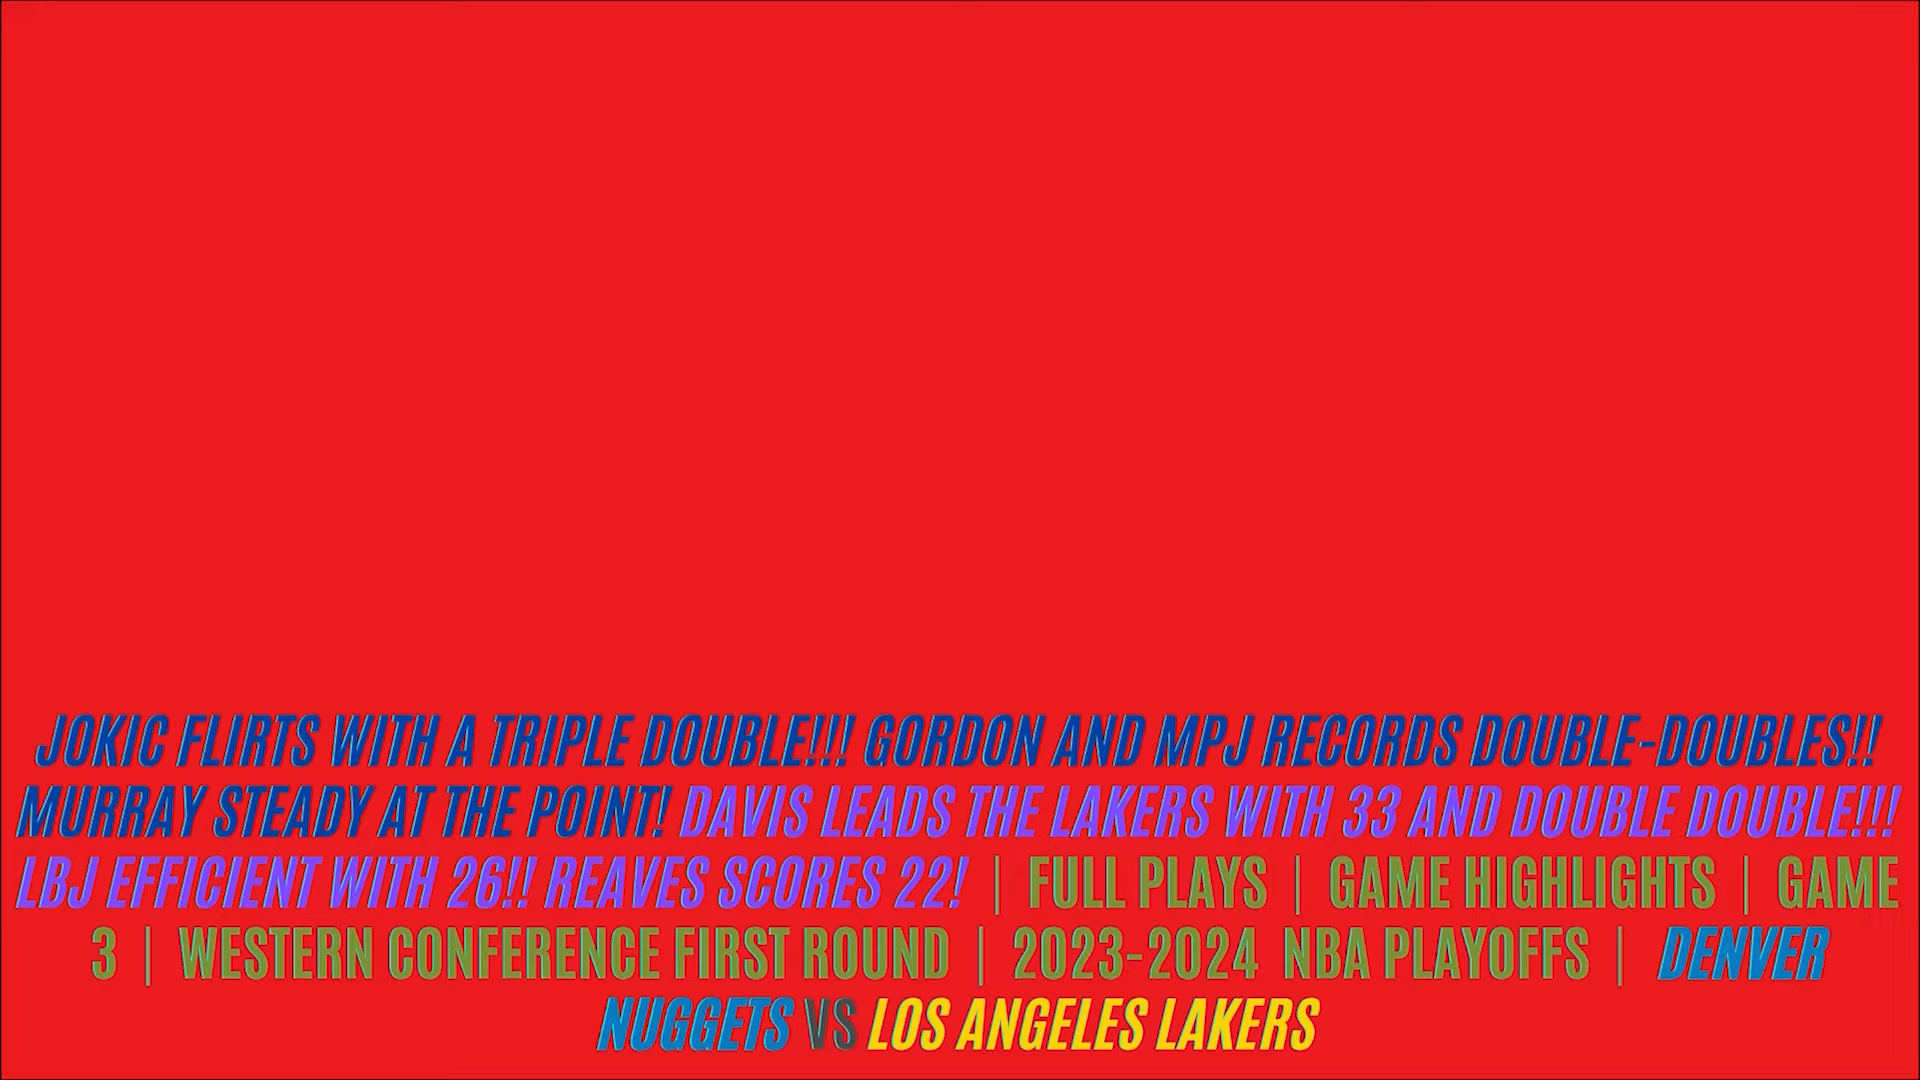 JOKIC FLIRTS WITH A TRIPLE DOUBLE!!! GORDON AND MPJ RECORDS DOUBLE-DOUBLES!!
MURRAY STEADY AT THE POINT! DAVIS LEADS THE LAKERS WITH 33 AND DOUBLE DOUBLE!!!
LBJ EFFICIENT WITH 26!! REAVES SCORES 22! | FULL PLAYS | GAME HIGHLIGHTS | GAME
3 | WESTERN CONFERENCE FIRST ROUND | 2023-2024 NBA PLAYOFFS | DENVER
NUGGETS VS LOS ANGELES LAKERS